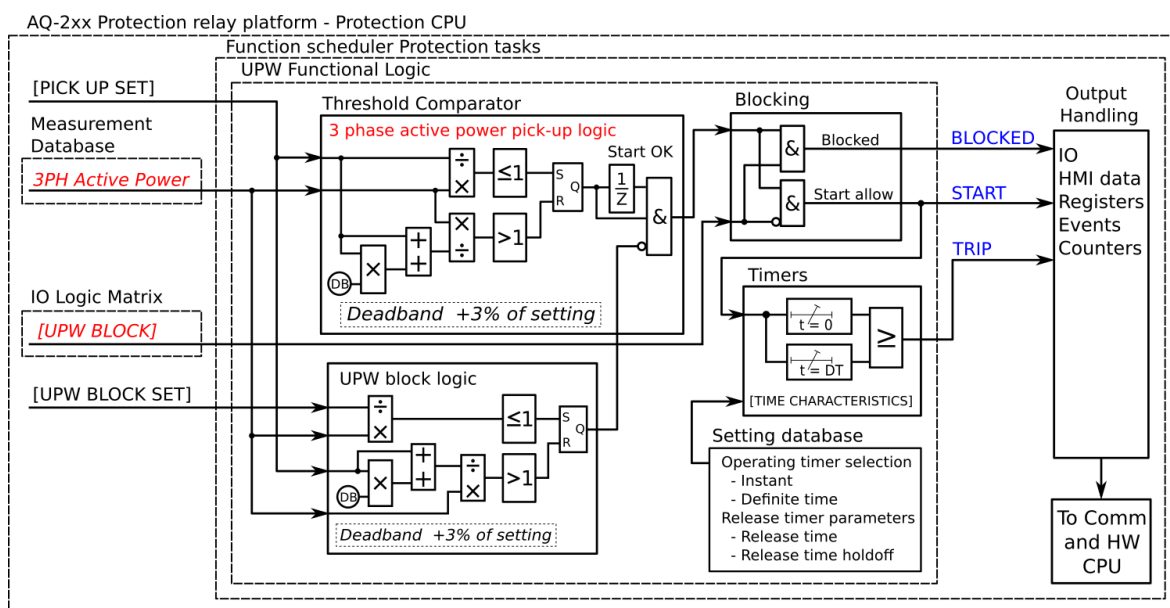 AQ-2xx Protection relay platform - Protection CPU
Function scheduler Protection tasks
UPW Functional Logic
[PICK UP SET]
Measurement
Database
3PH Active Power
IO Logic Matrix
[UPW BLOCK]
[UPW BLOCK SET]
Threshold Comparator
3 phase active power pick-up logic
Start OK
÷
×
≤1
S
Q
R
1
Z
&
×
÷
>1
+
+
×
DB
Deadband +3% of setting
UPW block logic
÷
×
≤1
S
Q
R
+
+
×
DB
÷
×
>1
Deadband +3% of setting
Blocking
&
Blocked
&
Start allow
BLOCKED
START
TRIP
Timers
t = 0
t = DT
≥
[TIME CHARACTERISTICS]
Setting database
Operating timer selection
- Instant
- Definite time
Release timer parameters
- Release time
- Release time holdoff
Output
Handling
IO
HMI data
Registers
Events
Counters
To Comm
and HW
CPU